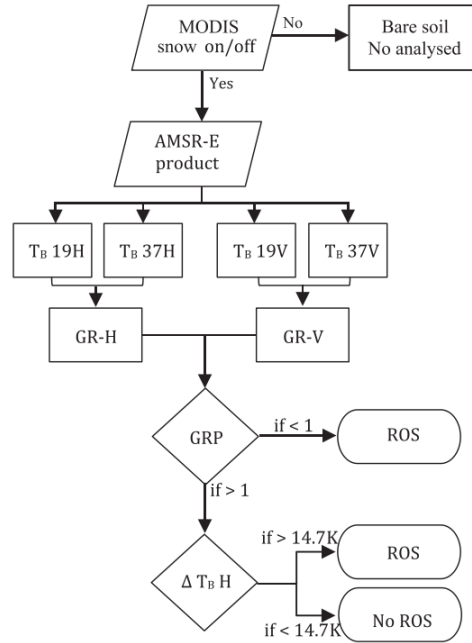 MODIS
snow on/off
No
Bare soil
No analysed
Yes
AMSR-E
product
TB 19H
TB 37H
TB 19V
TB 37V
GR-H
GR-V
GRP
if < 1
ROS
if > 1
Δ TB H
if > 14.7K
ROS
if < 14.7K
No ROS